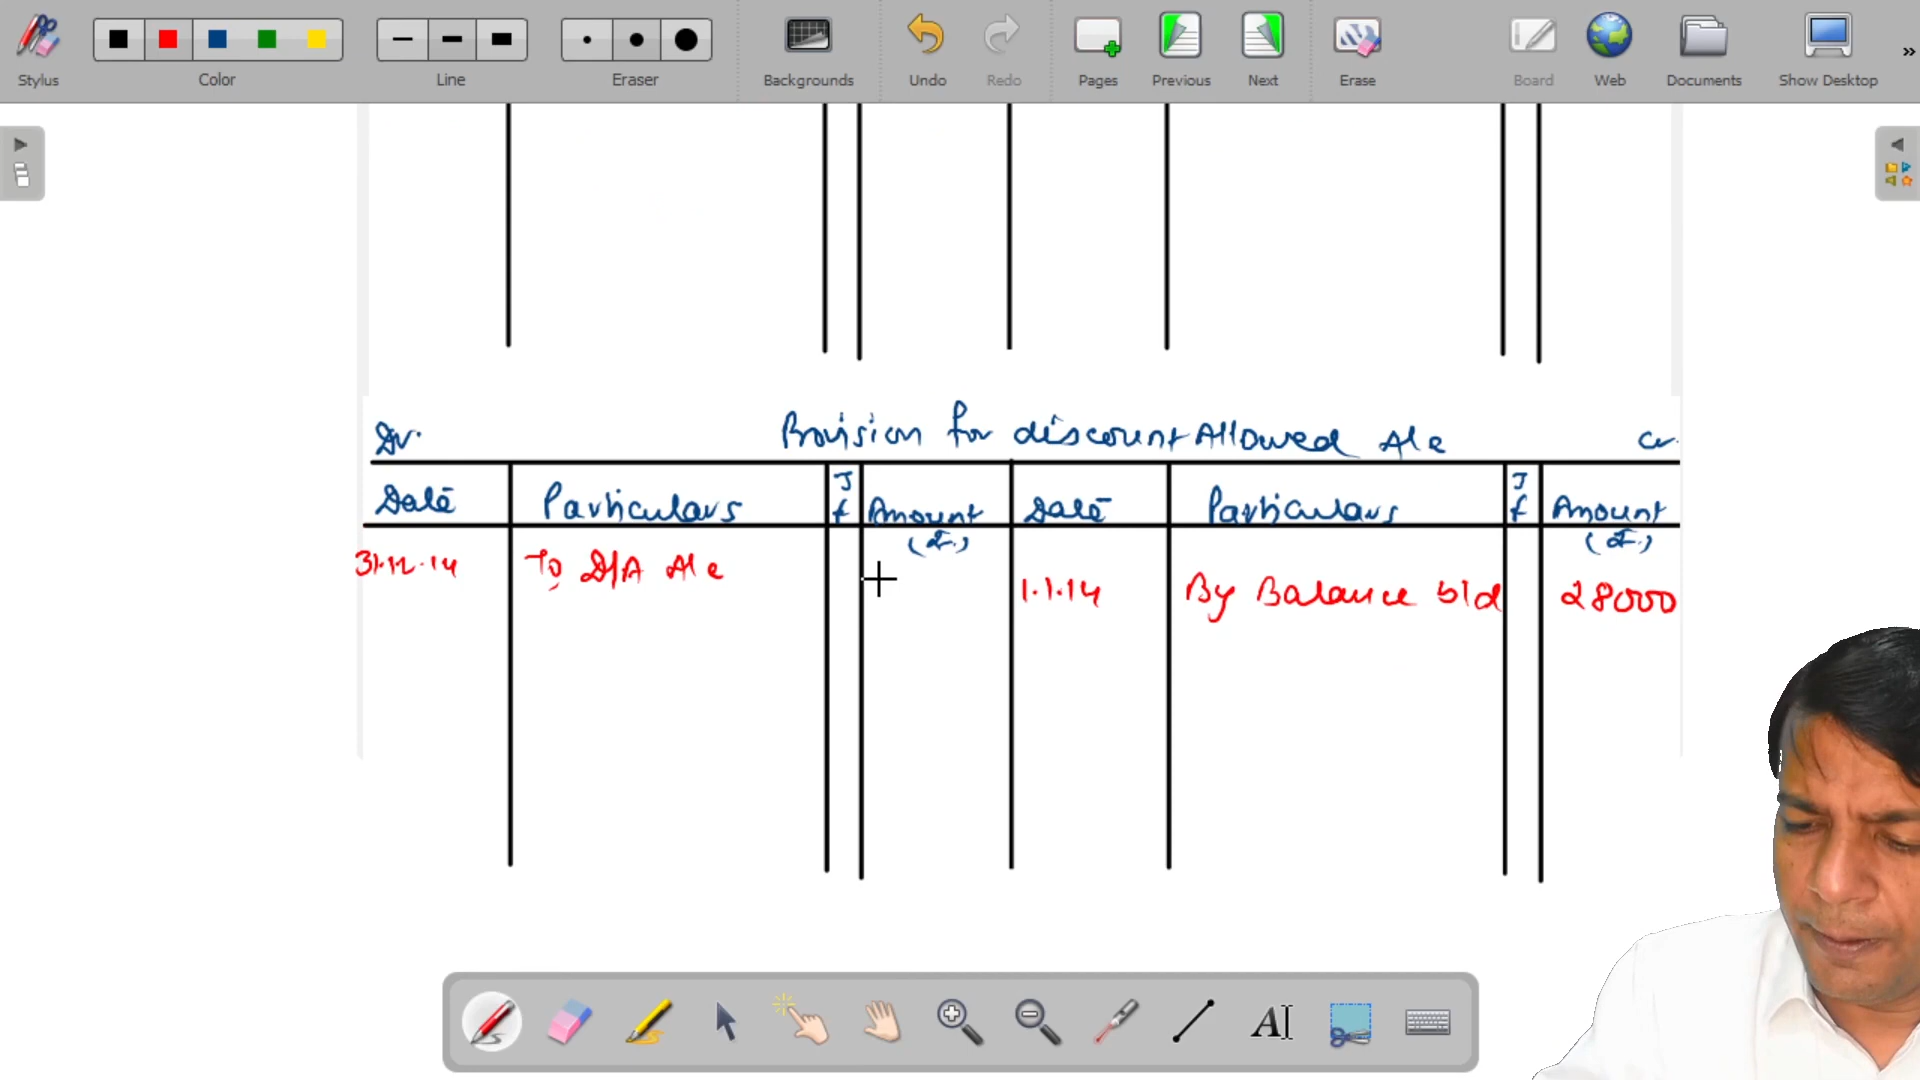 Stylus Color Line Eraser Backgrounds Undo Redo Pages Previous Next Erase Board Web Documents Show Desktop
Dr. Provision for discount Allowed A/c Cr.
Date Particulars J f Amount Date Particulars J f Amount
(₹.) (₹.)
31.12.14 To D/A A/c
1.1.14 By Balance b/d 28000